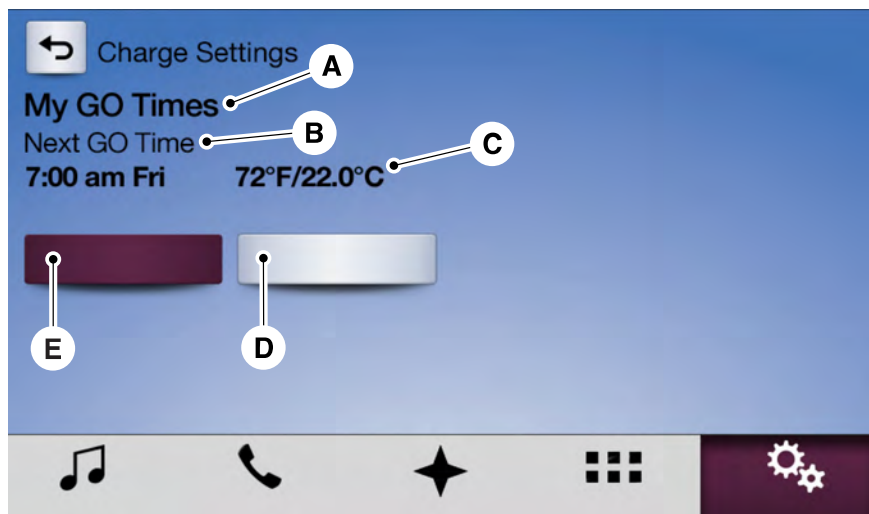 Charge Settings
A
My GO Times
B
Next GO Time
C
7:00 am Fri 72°F/22.0°C
E
D